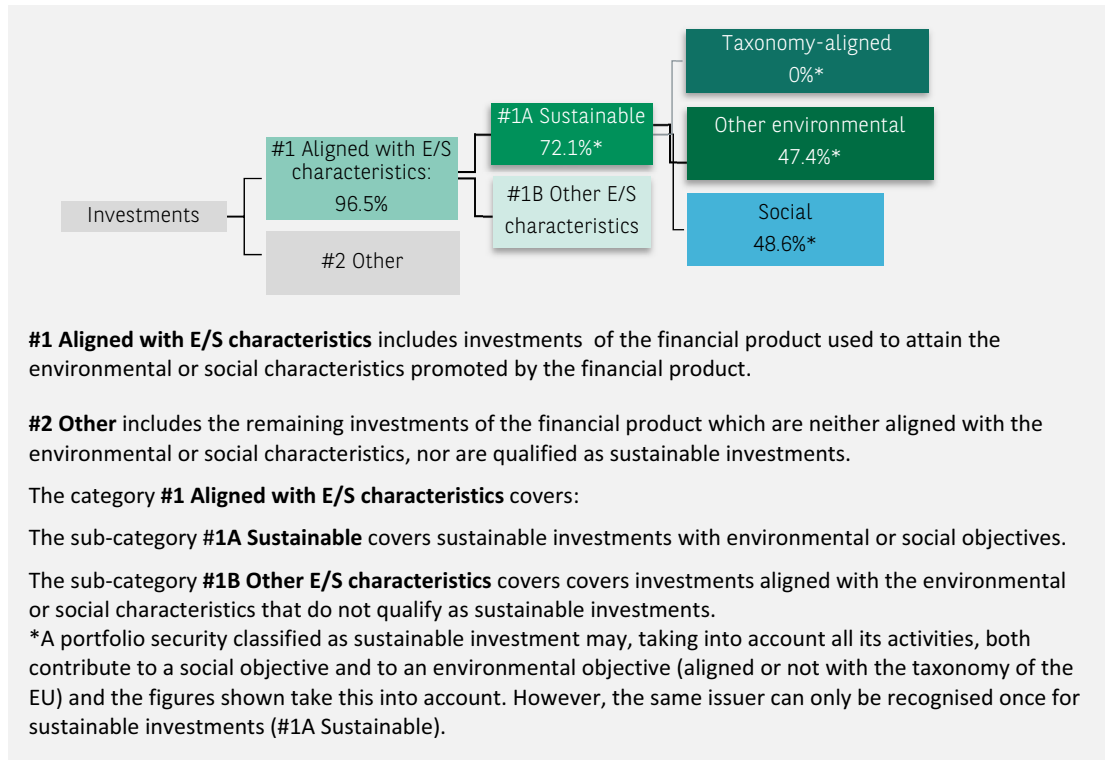 Taxonomy-aligned
0%*
#1A Sustainable
72.1%*
Other environmental
47.4%*
#1 Aligned with E/S
characteristics:
96.5%
#1B Other E/S
characteristics
Investments
Social
48.6%*
#2 Other
#1 Aligned with E/S characteristics includes investments of the financial product used to attain the
environmental or social characteristics promoted by the financial product.
#2 Other includes the remaining investments of the financial product which are neither aligned with the
environmental or social characteristics, nor are qualified as sustainable investments.
The category #1 Aligned with E/S characteristics covers:
The sub-category #1A Sustainable covers sustainable investments with environmental or social objectives.
The sub-category #1B Other E/S characteristics covers covers investments aligned with the environmental
or social characteristics that do not qualify as sustainable investments.
*A portfolio security classified as sustainable investment may, taking into account all its activities, both
contribute to a social objective and to an environmental objective (aligned or not with the taxonomy of the
EU) and the figures shown take this into account. However, the same issuer can only be recognised once for
sustainable investments (#1A Sustainable).